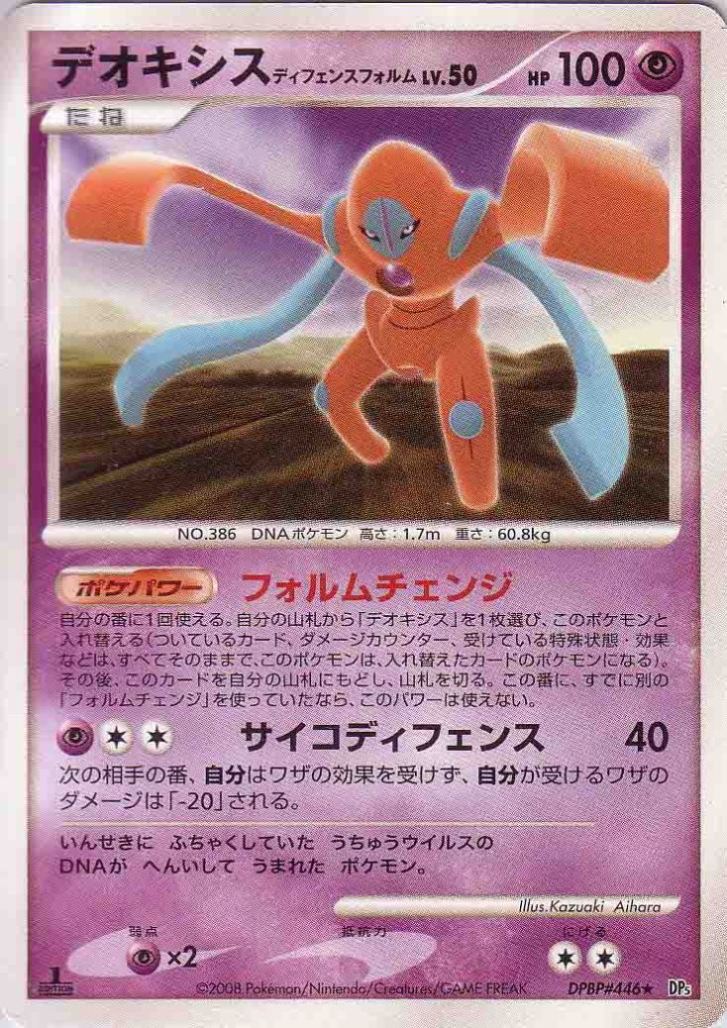 デオキシス ディフェンスフォルム LV.50 HP 100
たね
NO.386 DNAポケモン 高さ:1.7m 重さ:60.8kg
ポケパワー フォルムチェンジ
自分の番に1回使える。自分の山札から「デオキシス」を1枚選び、このポケモンと
入れ替える(ついているカード、ダメージカウンター、受けている特殊状態・効果
などは、すべてそのままで、このポケモンは、入れ替えたカードのポケモンになる)。
その後、このカードを自分の山札にもどし、山札を切る。この番に、すでに別の
「フォルムチェンジ」を使っていたなら、このパワーは使えない。
サイコディフェンス 40
次の相手の番、自分はワザの効果を受けず、自分が受けるワザの
ダメージは「-20」される。
いんせきに ふちゃくしていた うちゅうウイルスの
DNAが へんいして うまれた ポケモン。
Illus.Kazuaki Aihara
弱点 抵抗力 にげる
×2
1 EDITION ©2008 Pokémon/Nintendo/Creatures/GAME FREAK DPBP#446★ DP5